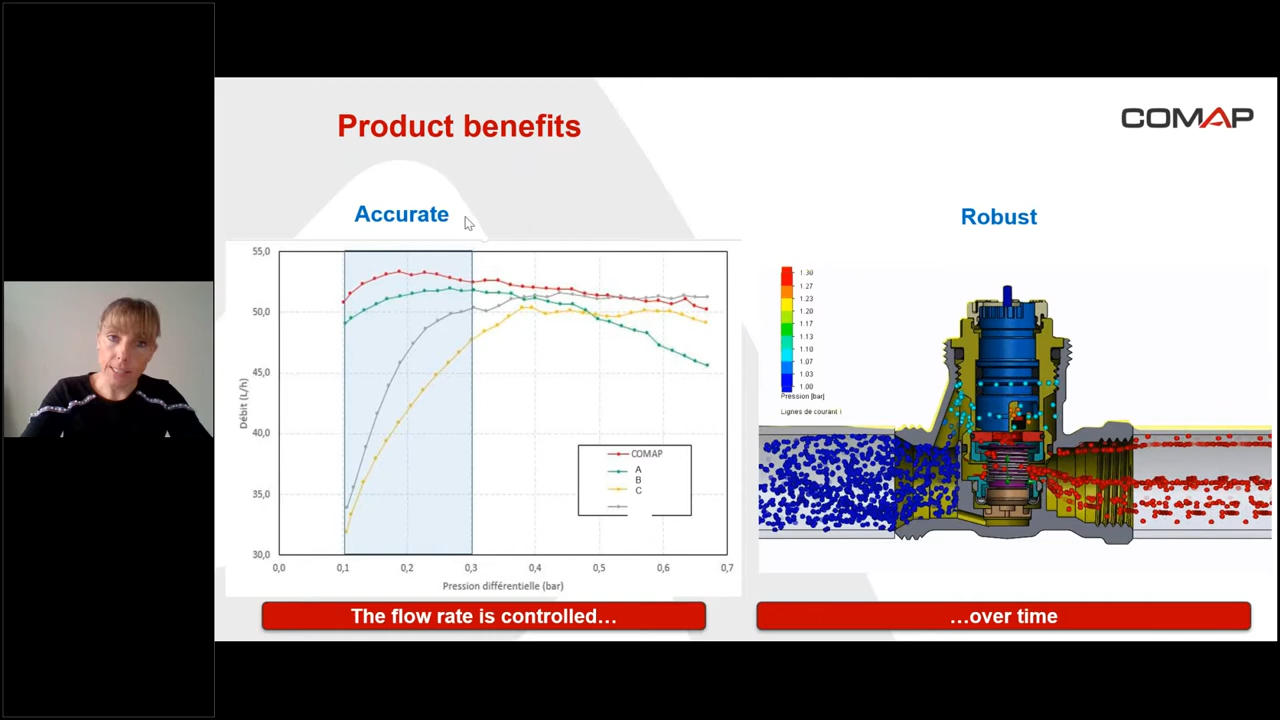 Product benefits
COMAP
Accurate
Robust
55,0
50,0
45,0
40,0
35,0
30,0
Débit (L/h)
0,0 0,1 0,2 0,3 0,4 0,5 0,6 0,7
Pression différentielle (bar)
COMAP
A
B
C
1.30
1.27
1.23
1.20
1.17
1.13
1.10
1.07
1.03
1.00
Pression [bar]
Lignes de courant
The flow rate is controlled…
…over time